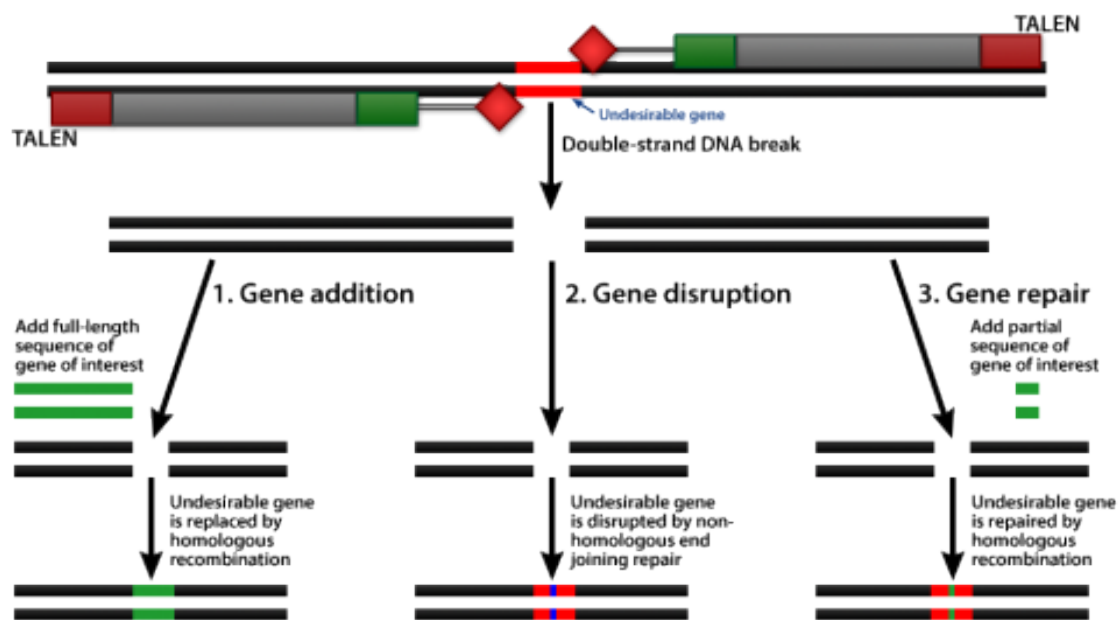 TALEN
TALEN
Undesirable gene
Double-strand DNA break
1. Gene addition
2. Gene disruption
3. Gene repair
Add full-length
sequence of
gene of interest
Add partial
sequence of
gene of interest
Undesirable gene
is replaced by
homologous
recombination
Undesirable gene
is disrupted by non-
homologous end
joining repair
Undesirable gene
is repaired by
homologous
recombination